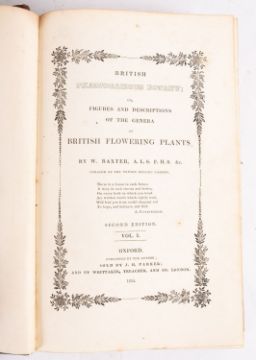 BRITISH
PHÆNOGAMOUS BOTANY;
OR,
FIGURES AND DESCRIPTIONS
OF THE GENERA
OF
BRITISH FLOWERING PLANTS.
BY W. BAXTER, A.L.S. F.H.S. &c.
CURATOR OF THE OXFORD BOTANIC GARDEN.
SECOND EDITION.
VOL. I.
OXFORD,
PUBLISHED BY THE AUTHOR;
SOLD BY J. H. PARKER;
AND BY WHITTAKER, TREACHER, AND CO. LONDON.